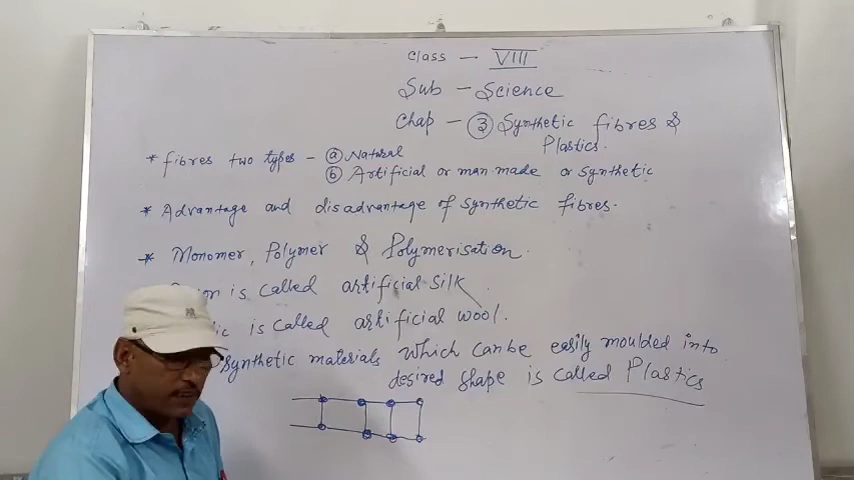 Class — VIII
Sub — Science
Chap — ③ Synthetic fibres &
Plastics.
* fibres two types — ⓐ Natural
ⓑ Artificial or man made or synthetic
* Advantage and disadvantage of synthetic fibres.
* Monomer, Polymer & Polymerisation
is called artificial silk
is called artificial wool.
synthetic materials which can be easily moulded into
desired shape is called Plastics